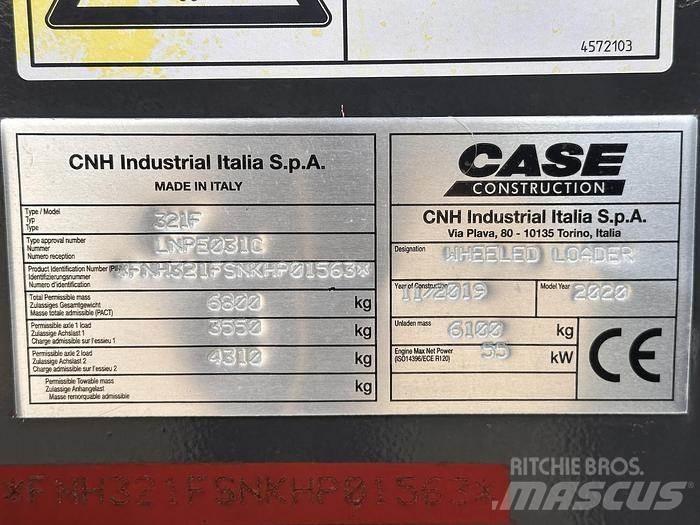 4572103
CNH Industrial Italia S.p.A.
MADE IN ITALY
Type / Model
Typ
Type
321F
Type approval number
Nummer
Numero reception
LNPE031C
Product Identification Number (PIN)
Identifizierungsnummer
Numero d'identification
*FNH321FSNKHP01563*
Total Permissible mass
Zulässiges Gesamtgewicht
Masse totale admissible (PACT)
6800 kg
Permissible axle 1 load
Zulassige Achslast 1
Charge admissible sur l'essieu 1
3550 kg
Permissible axle 2 load
Zulassige Achslast 2
Charge admissible sur l'essieu 2
4310 kg
Permissible Towable mass
Zulassige Anhangelast
Masse remorquable admissible
kg
CASE
CONSTRUCTION
CNH Industrial Italia S.p.A.
Via Plava, 80 - 10135 Torino, Italia
Designation
WHEELED LOADER
Year of Construction
11/2019
Model Year
2020
Unladen mass
6100 kg
Engine Max Net Power
(ISO14396/ECE R120)
55 kW
CE
*FNH321FSNKHP01563*
RITCHIE BROS.
MASCUS